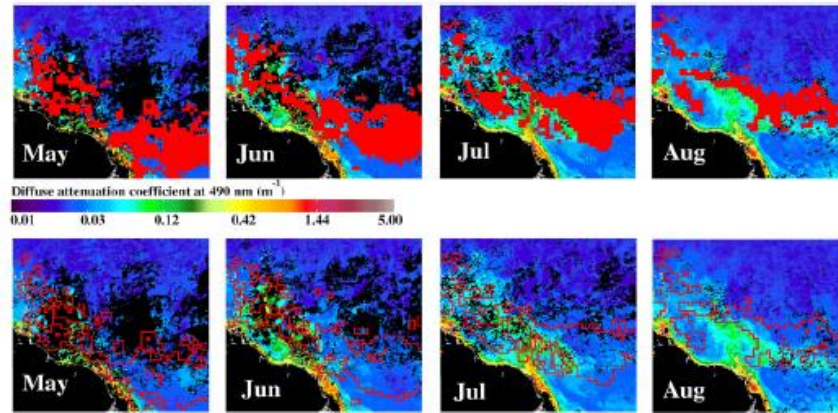 May Jun Jul Aug
Diffuse attenuation coefficient at 490 nm (m⁻¹)
0.01 0.03 0.12 0.42 1.44 5.00
May Jun Jul Aug